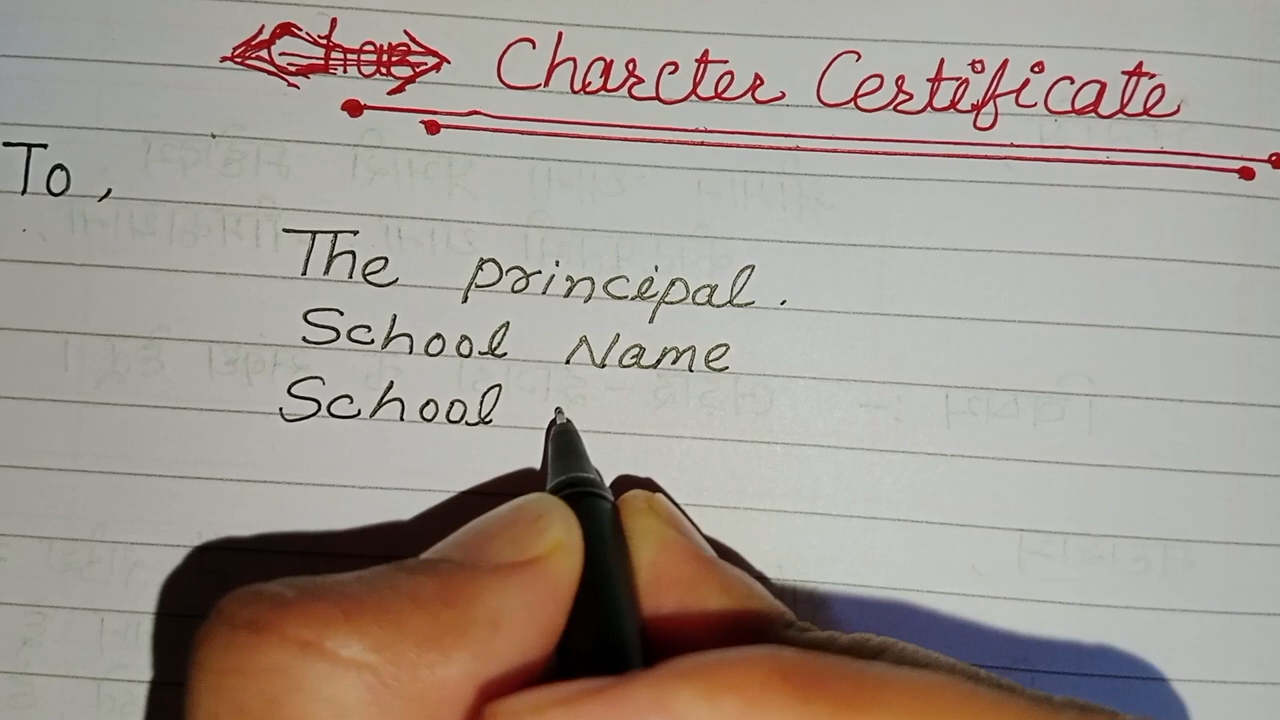 Charcter Certificate
To,
The principal.
School Name
School